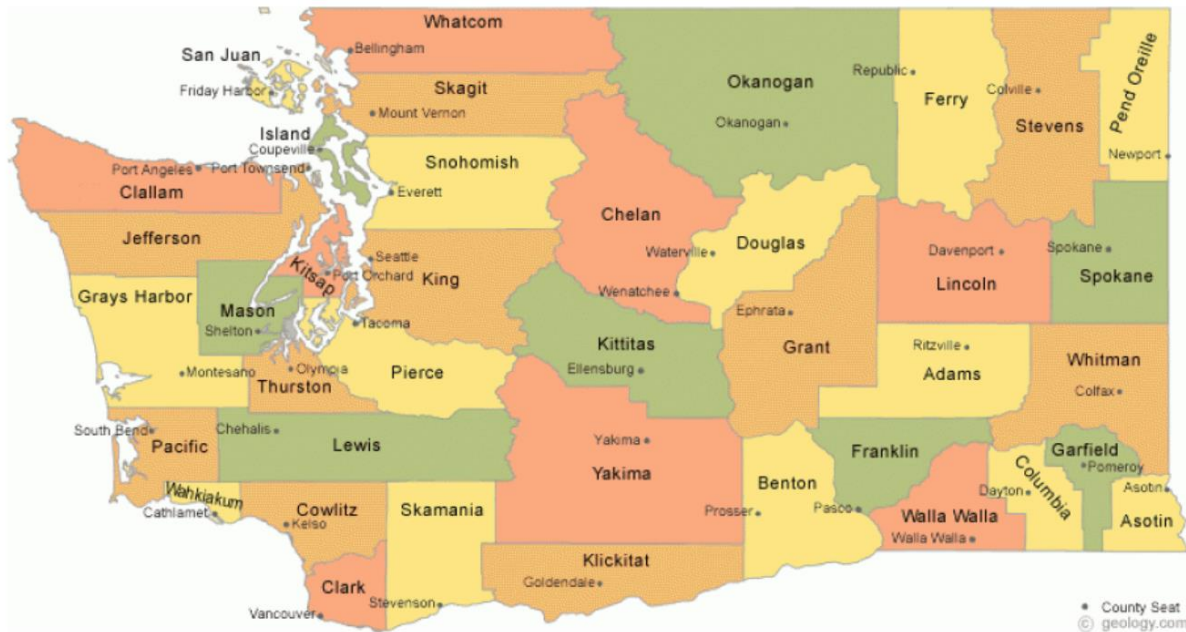 Whatcom
Bellingham
San Juan
Friday Harbor
Skagit
Mount Vernon
Okanogan
Okanogan
Republic
Ferry
Colville
Stevens
Pend Oreille
Newport
Island
Coupeville
Port Angeles
Port Townsend
Clallam
Snohomish
Everett
Chelan
Waterville
Wenatchee
Douglas
Jefferson
Kitsap
Port Orchard
Seattle
King
Davenport
Lincoln
Spokane
Spokane
Grays Harbor
Montesano
Mason
Shelton
Tacoma
Pierce
Kittitas
Ellensburg
Ephrata
Grant
Ritzville
Adams
Whitman
Colfax
Olympia
Thurston
South Bend
Pacific
Chehalis
Lewis
Yakima
Yakima
Benton
Prosser
Franklin
Pasco
Walla Walla
Walla Walla
Columbia
Dayton
Garfield
Pomeroy
Asotin
Asotin
Wahkiakum
Cathlamet
Cowlitz
Kelso
Skamania
Stevenson
Clark
Vancouver
Klickitat
Goldendale
County Seat
© geology.com